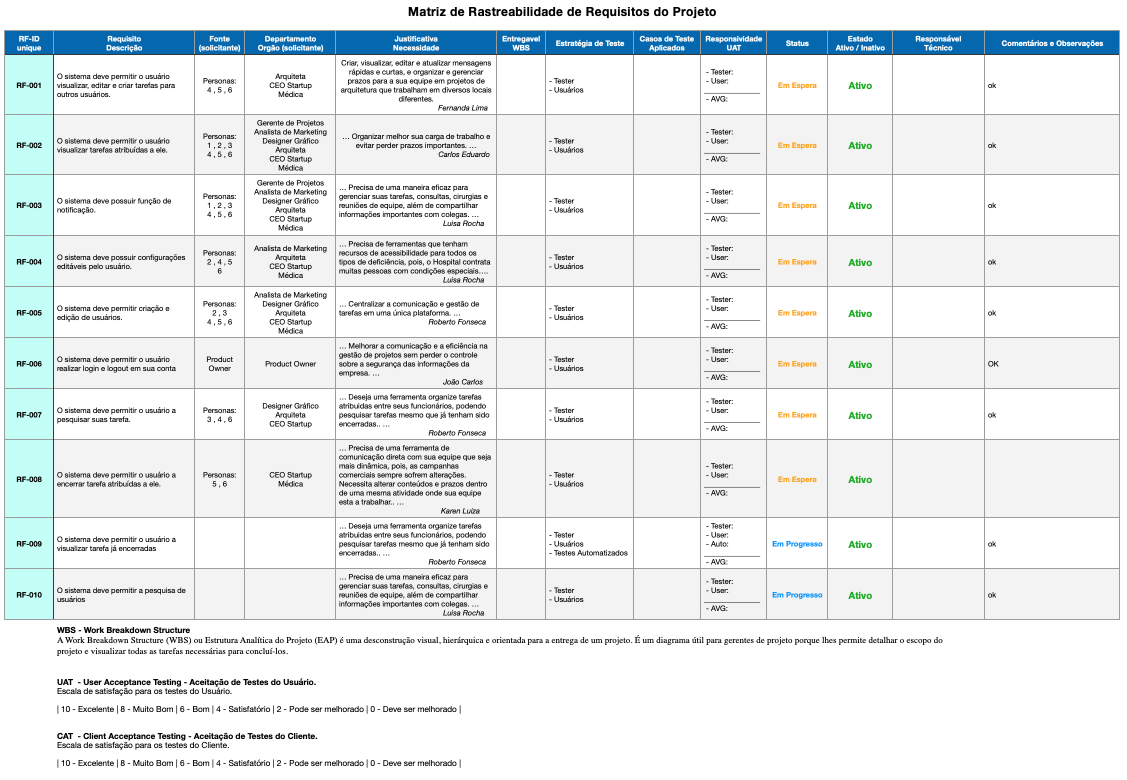 Matriz de Rastreabilidade de Requisitos do Projeto
RF-ID unique | Requisito Descrição | Fonte (solicitante) | Departamento Orgão (solicitante) | Justificativa Necessidade | Entregavel WBS | Estratégia de Teste | Casos de Teste Aplicados | Responsividade UAT | Status | Estado Ativo / Inativo | Responsável Técnico | Comentários e Observações
RF-001
O sistema deve permitir o usuário
visualizar, editar e criar tarefas para
outros usuários.
Personas:
4 , 5 , 6
Arquiteta
CEO Startup
Médica
Criar, visualizar, editar e atualizar mensagens
rápidas e curtas, e organizar e gerenciar
prazos para a sua equipe em projetos de
arquitetura que trabalham em diversos locais
diferentes.
Fernanda Lima
- Tester
- Usuários
- Tester:
- User:
- AVG:
Em Espera
Ativo
ok
RF-002
O sistema deve permitir o usuário
visualizar tarefas atribuídas a ele.
Personas:
1 , 2 , 3
4 , 5 , 6
Gerente de Projetos
Analista de Marketing
Designer Gráfico
Arquiteta
CEO Startup
Médica
... Organizar melhor sua carga de trabalho e
evitar perder prazos importantes. ...
Carlos Eduardo
- Tester
- Usuários
- Tester:
- User:
- AVG:
Em Espera
Ativo
ok
RF-003
O sistema deve possuir função de
notificação.
Personas:
1 , 2 , 3
4 , 5 , 6
Gerente de Projetos
Analista de Marketing
Designer Gráfico
Arquiteta
CEO Startup
Médica
... Precisa de uma maneira eficaz para
gerenciar suas tarefas, consultas, cirurgias e
reuniões de equipe, além de compartilhar
informações importantes com colegas. ...
Luisa Rocha
- Tester
- Usuários
- Tester:
- User:
- AVG:
Em Espera
Ativo
ok
RF-004
O sistema deve possuir configurações
editáveis pelo usuário.
Personas:
2 , 4 , 5
6
Analista de Marketing
Arquiteta
CEO Startup
Médica
... Precisa de ferramentas que tenham
recursos de acessibilidade para todos os
tipos de deficiência, pois, o Hospital contrata
muitas pessoas com condições especiais....
Luisa Rocha
- Tester
- Usuários
- Tester:
- User:
- AVG:
Em Espera
Ativo
ok
RF-005
O sistema deve possuir criação e
edição de usuários.
Personas:
2 , 3
4 , 5 , 6
Analista de Marketing
Designer Gráfico
Arquiteta
CEO Startup
Médica
... Centralizar a comunicação e gestão de
tarefas em uma única plataforma. ...
Roberto Fonseca
- Tester
- Usuários
- Tester:
- User:
- AVG:
Em Espera
Ativo
ok
RF-006
O sistema deve permitir o usuário
realizar login e logout em sua conta
Product
Owner
Product Owner
... Melhorar a comunicação e a eficiência na
gestão de projetos sem perder o controle
sobre a segurança das informações da
empresa. ...
João Carlos
- Tester
- Usuários
- Tester:
- User:
- AVG:
Em Espera
Ativo
OK
RF-007
O sistema deve permitir o usuário a
pesquisar suas tarefa.
Personas:
3 , 4 , 6
Designer Gráfico
Arquiteta
CEO Startup
... Deseja uma ferramenta organize tarefas
atribuidas entre seus funcionários, podendo
pesquisar tarefas mesmo que já tenham sido
encerradas.. ...
Roberto Fonseca
- Tester
- Usuários
- Tester:
- User:
- AVG:
Em Espera
Ativo
ok
RF-008
O sistema deve permitir o usuário a
encerrar tarefa atribuídas a ele.
Personas:
5 , 6
CEO Startup
Médica
... Precisa de uma ferramenta de
comunicação direta com sua equipe que seja
mais dinâmica, pois, as campanhas
comerciais sempre sofrem alterações.
Necessita alterar conteúdos e prazos dentro
de uma mesma atividade onde sua equipe
esta a trabalhar.. ...
Karen Luiza
- Tester
- Usuários
- Tester:
- User:
- AVG:
Em Espera
Ativo
RF-009
O sistema deve permitir o usuário a
visualizar tarefa já encerradas
... Deseja uma ferramenta organize tarefas
atribuidas entre seus funcionários, podendo
pesquisar tarefas mesmo que já tenham sido
encerradas.. ...
Roberto Fonseca
- Tester
- Usuários
- Testes Automatizados
- Tester:
- User:
- Auto:
- AVG:
Em Progresso
Ativo
ok
RF-010
O sistema deve permitir a pesquisa de
usuários
... Precisa de uma maneira eficaz para
gerenciar suas tarefas, consultas, cirurgias e
reuniões de equipe, além de compartilhar
informações importantes com colegas. ...
Luisa Rocha
- Tester
- Usuários
- Tester:
- User:
- AVG:
Em Progresso
Ativo
ok
WBS - Work Breakdown Structure
A Work Breakdown Structure (WBS) ou Estrutura Analítica do Projeto (EAP) é uma desconstrução visual, hierárquica e orientada para a entrega de um projeto. É um diagrama útil para gerentes de projeto porque lhes permite detalhar o escopo do
projeto e visualizar todas as tarefas necessárias para concluí-los.
UAT - User Acceptance Testing - Aceitação de Testes do Usuário.
Escala de satisfação para os testes do Usuário.
| 10 - Excelente | 8 - Muito Bom | 6 - Bom | 4 - Satisfatório | 2 - Pode ser melhorado | 0 - Deve ser melhorado |
CAT - Client Acceptance Testing - Aceitação de Testes do Cliente.
Escala de satisfação para os testes do Cliente.
| 10 - Excelente | 8 - Muito Bom | 6 - Bom | 4 - Satisfatório | 2 - Pode ser melhorado | 0 - Deve ser melhorado |